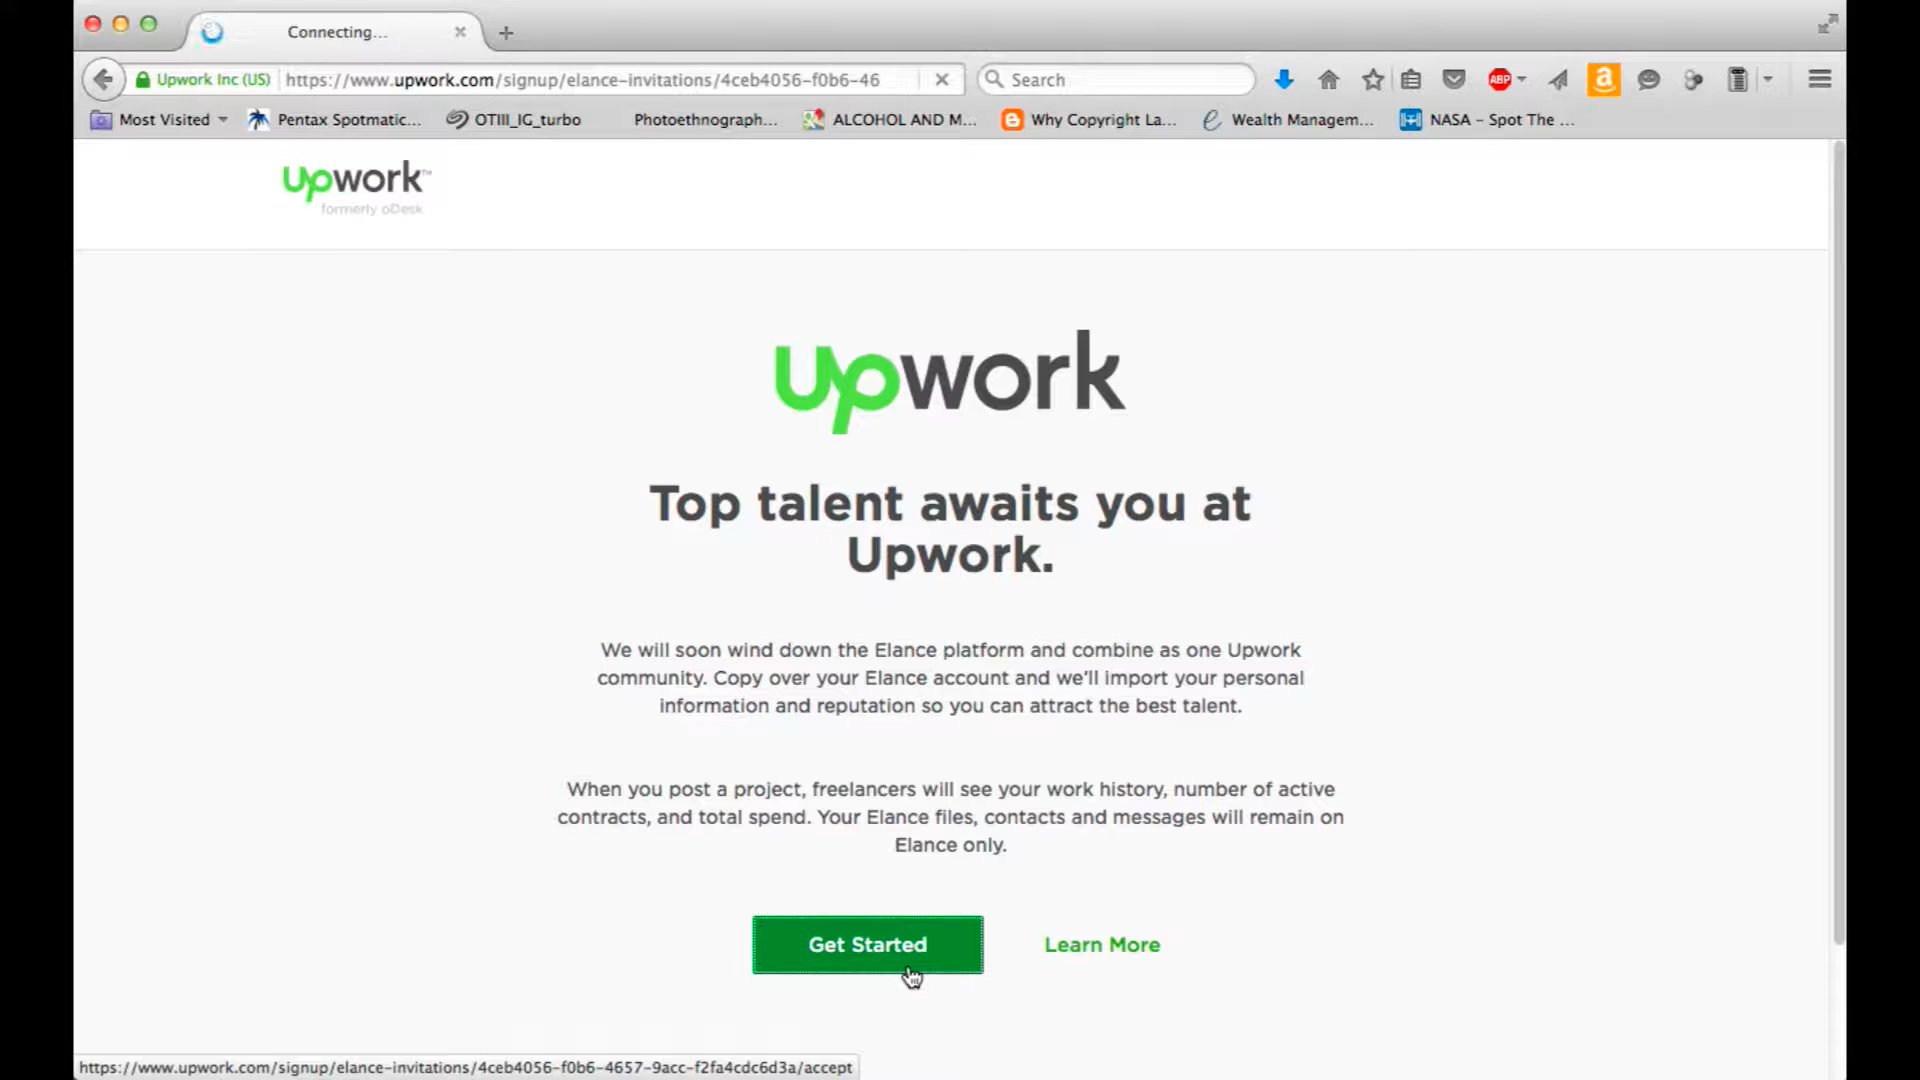 Connecting...
Upwork Inc (US)
https://www.upwork.com/signup/elance-invitations/4ceb4056-f0b6-46
Search
ABP
Most Visited
Pentax Spotmatic...
OTIII_IG_turbo
Photoethnograph...
ALCOHOL AND M...
Why Copyright La...
Wealth Managem...
NASA - Spot The ...
upwork™
formerly oDesk
upwork
Top talent awaits you at
Upwork.
We will soon wind down the Elance platform and combine as one Upwork
community. Copy over your Elance account and we'll import your personal
information and reputation so you can attract the best talent.
When you post a project, freelancers will see your work history, number of active
contracts, and total spend. Your Elance files, contacts and messages will remain on
Elance only.
Get Started
Learn More
https://www.upwork.com/signup/elance-invitations/4ceb4056-f0b6-4657-9acc-f2fa4cdc6d3a/accept